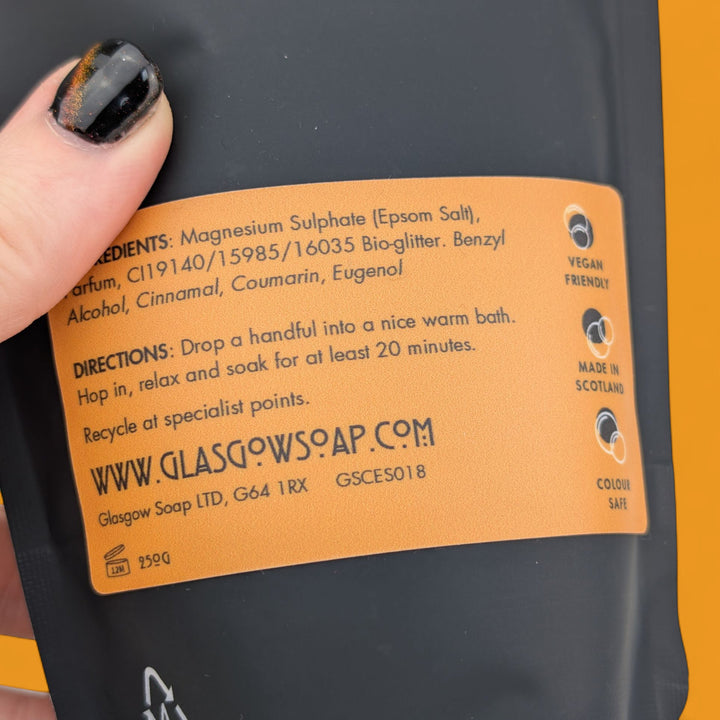 REDIENTS: Magnesium Sulphate (Epsom Salt),
arfum, CI19140/15985/16035 Bio-glitter. Benzyl
Alcohol, Cinnamal, Coumarin, Eugenol
DIRECTIONS: Drop a handful into a nice warm bath.
Hop in, relax and soak for at least 20 minutes.
Recycle at specialist points.
WWW.GLASGOWSOAP.COM
Glasgow Soap LTD, G64 1RX GSCES018
12M 250G
VEGAN
FRIENDLY
MADE IN
SCOTLAND
COLOUR
SAFE